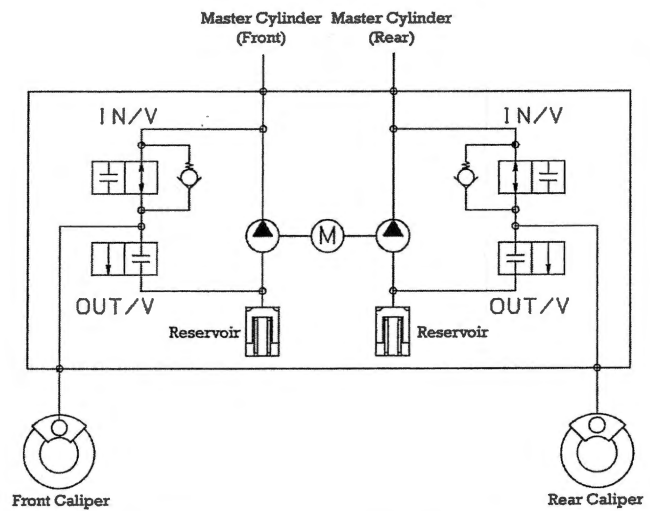 Master Cylinder Master Cylinder
(Front) (Rear)
IN/V IN/V
M
OUT/V OUT/V
Reservoir Reservoir
Front Caliper Rear Caliper